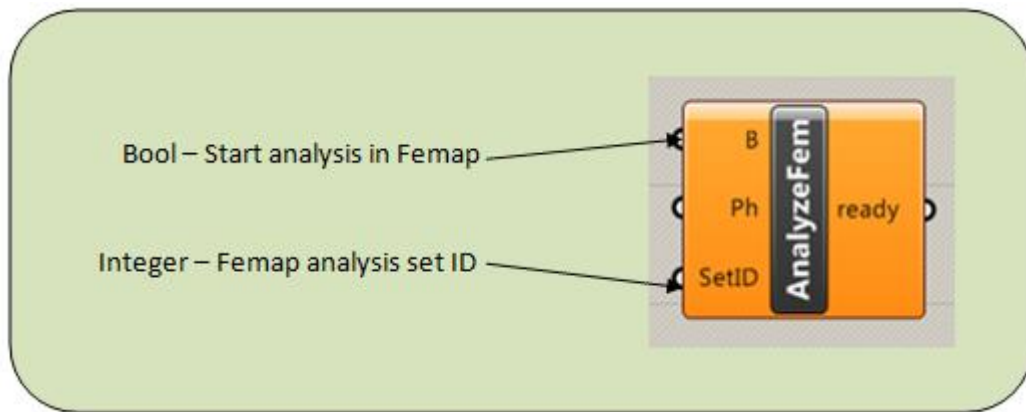 Bool – Start analysis in Femap
B
Ph
SetID
AnalyzeFem
ready
Integer – Femap analysis set ID